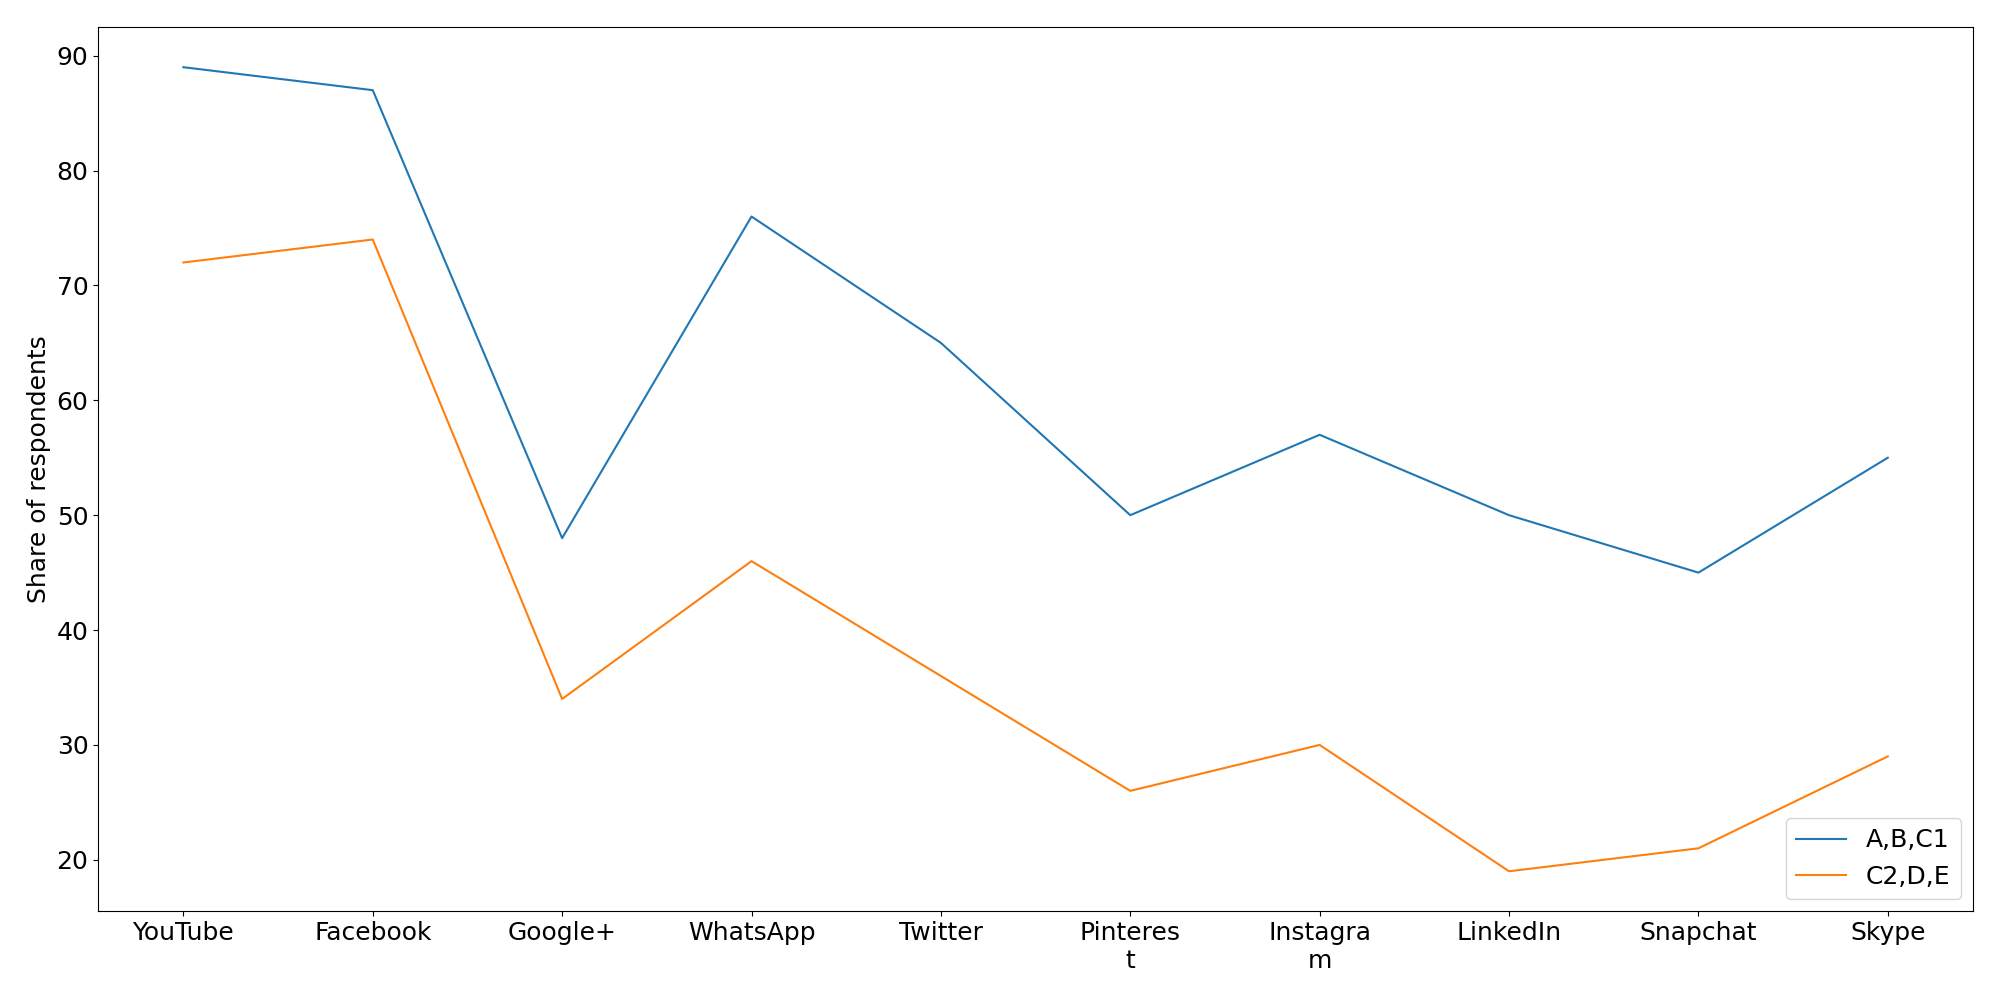 Share of respondents
90
80
70
60
50
40
30
20
YouTube
Facebook
Google+
WhatsApp
Twitter
Pinteres
t
Instagra
m
LinkedIn
Snapchat
Skype
A,B,C1
C2,D,E